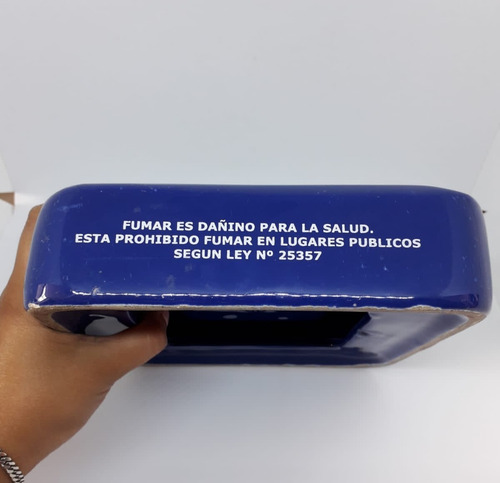 FUMAR ES DAÑINO PARA LA SALUD.
ESTA PROHIBIDO FUMAR EN LUGARES PUBLICOS
SEGUN LEY Nº 25357